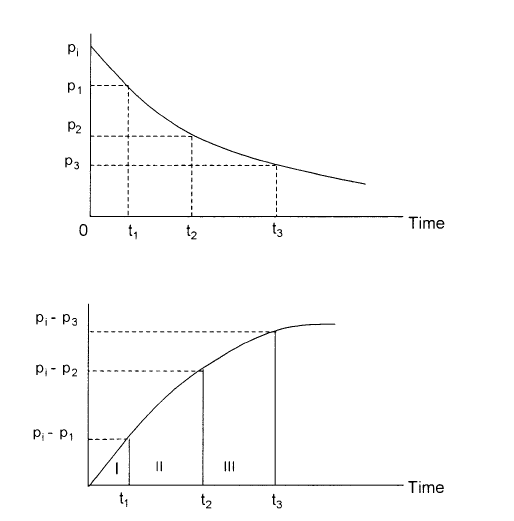 pi
p1
p2
p3
0 t1 t2 t3 Time
pi - p3
pi - p2
pi - p1
I II III
t1 t2 t3 Time